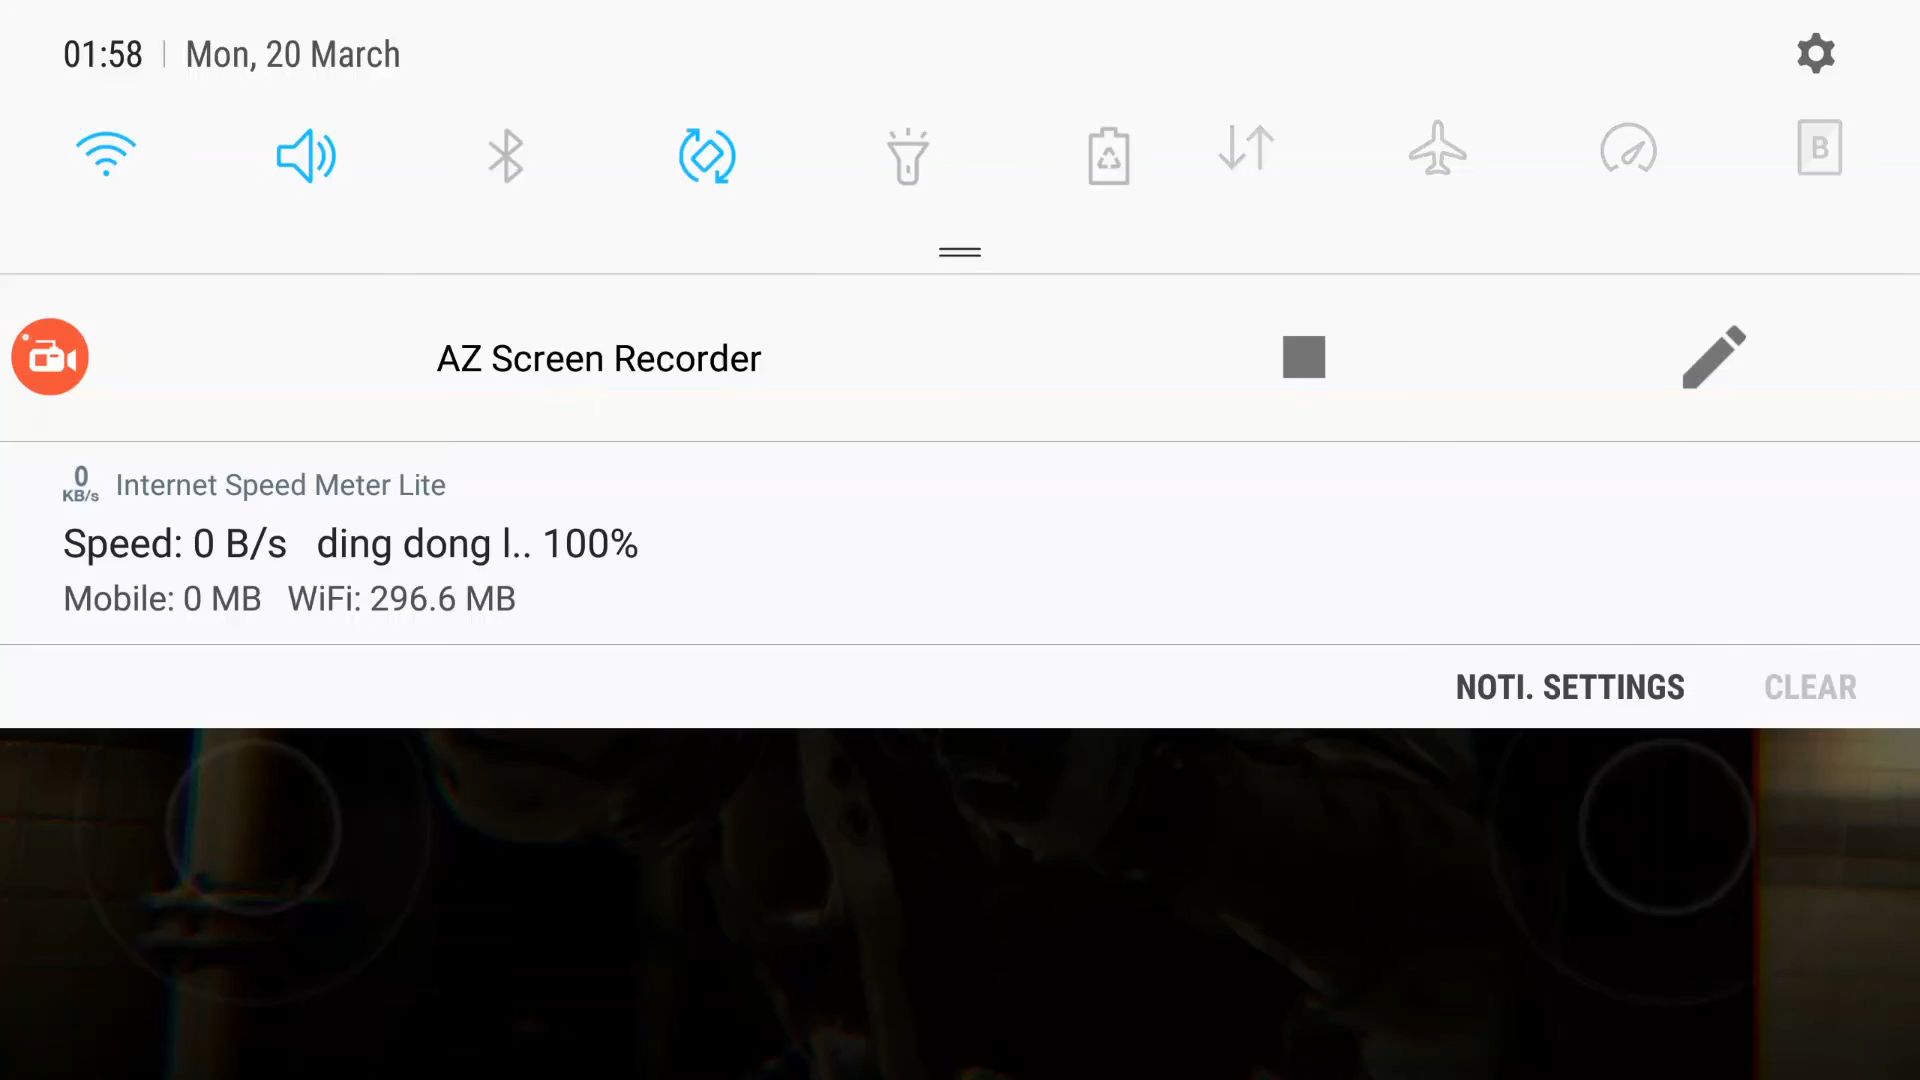 01:58 | Mon, 20 March
B
AZ Screen Recorder
0
KB/s Internet Speed Meter Lite
Speed: 0 B/s ding dong l.. 100%
Mobile: 0 MB WiFi: 296.6 MB
NOTI. SETTINGS CLEAR